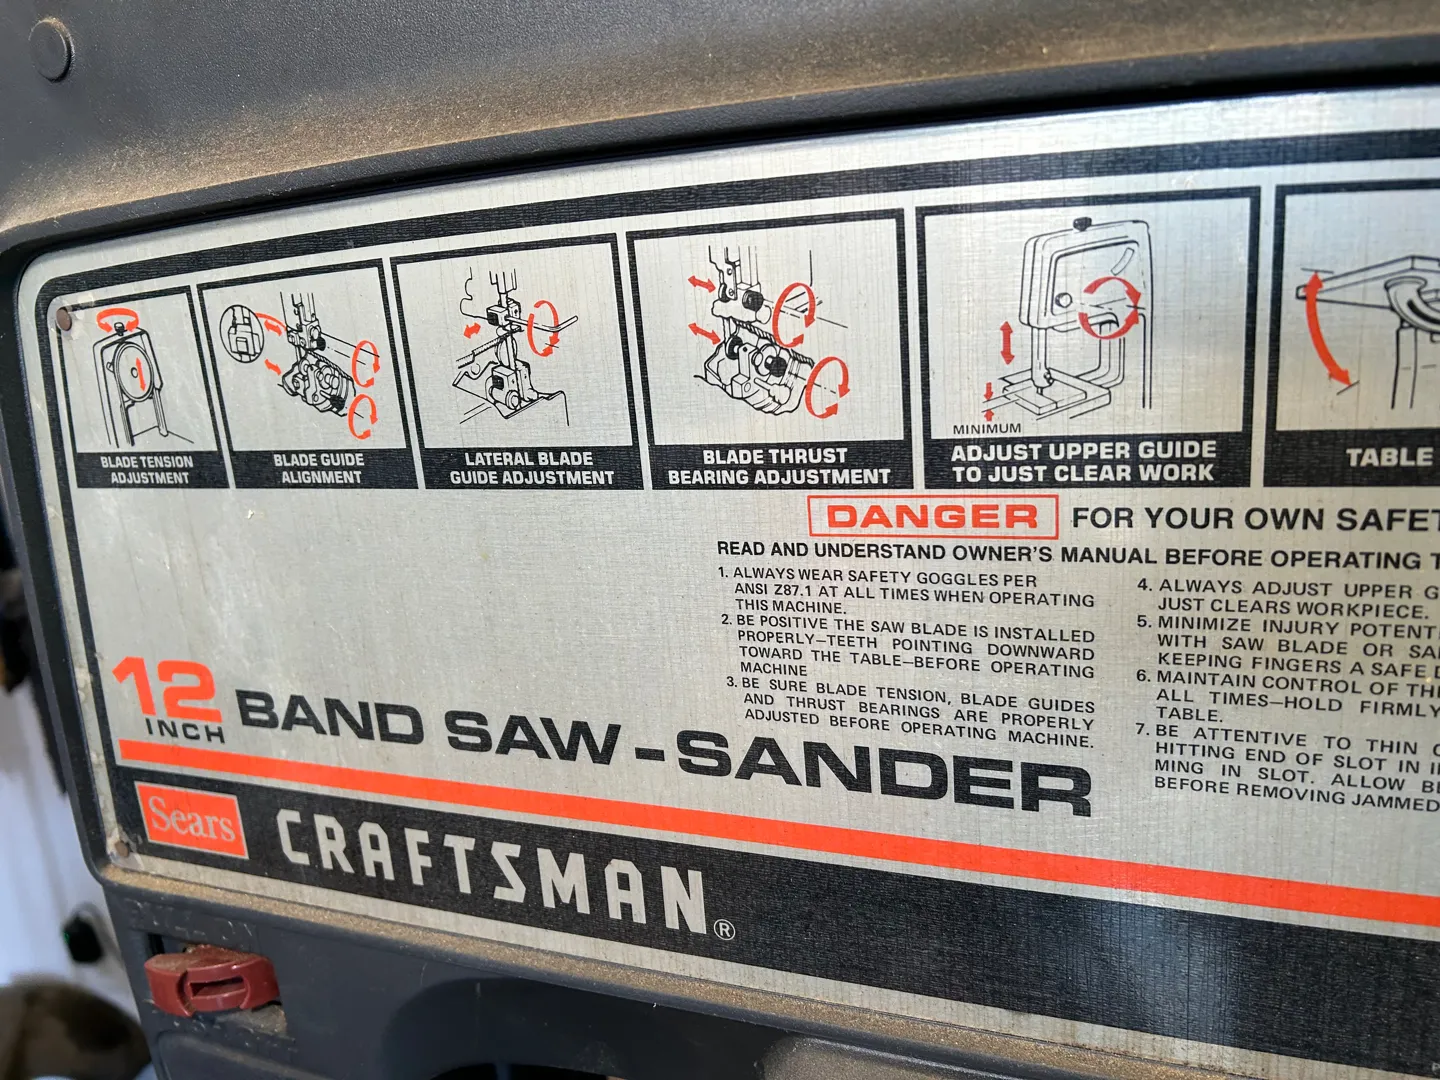 BLADE TENSION
ADJUSTMENT
BLADE GUIDE
ALIGNMENT
LATERAL BLADE
GUIDE ADJUSTMENT
BLADE THRUST
BEARING ADJUSTMENT
MINIMUM
ADJUST UPPER GUIDE
TO JUST CLEAR WORK
TABLE
DANGER FOR YOUR OWN SAFET
READ AND UNDERSTAND OWNER'S MANUAL BEFORE OPERATING T
1. ALWAYS WEAR SAFETY GOGGLES PER
ANSI Z87.1 AT ALL TIMES WHEN OPERATING
THIS MACHINE.
2. BE POSITIVE THE SAW BLADE IS INSTALLED
PROPERLY—TEETH POINTING DOWNWARD
TOWARD THE TABLE—BEFORE OPERATING
MACHINE
3. BE SURE BLADE TENSION, BLADE GUIDES
AND THRUST BEARINGS ARE PROPERLY
ADJUSTED BEFORE OPERATING MACHINE.
4. ALWAYS ADJUST UPPER G
JUST CLEARS WORKPIECE.
5. MINIMIZE INJURY POTENT
WITH SAW BLADE OR SA
KEEPING FINGERS A SAFE D
6. MAINTAIN CONTROL OF TH
ALL TIMES—HOLD FIRMLY
TABLE.
7. BE ATTENTIVE TO THIN
HITTING END OF SLOT IN
MING IN SLOT. ALLOW B
BEFORE REMOVING JAMMED
12 INCH BAND SAW-SANDER
Sears CRAFTSMAN®